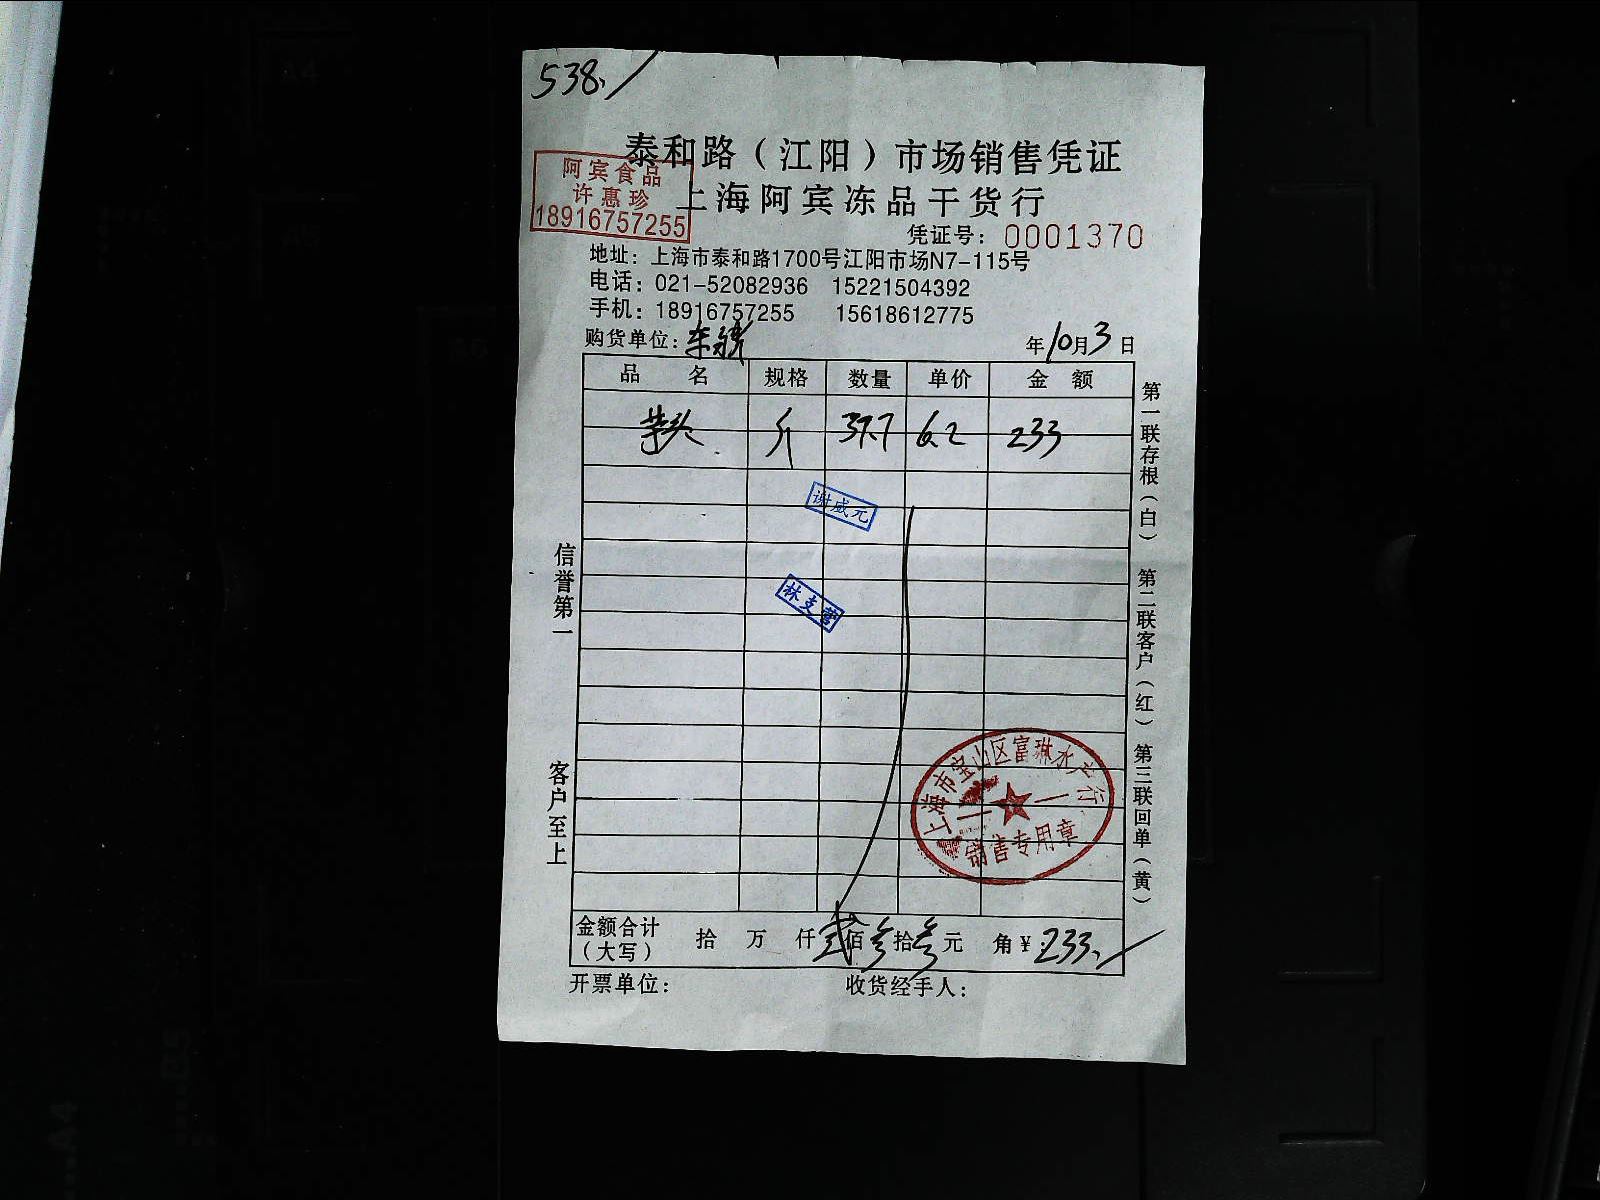 538.
泰和路（江阳）市场销售凭证
阿宾食品
许惠珍
18916757255
上海阿宾冻品干货行
凭证号：0001370
地址：上海市泰和路1700号江阳市场N7-115号
电话：021-52082936 15221504392
手机：18916757255 15618612775
购货单位：
年10月3日
品名 规格 数量 单价 金额
芋头 斤 37.7 6.2 233
谢成元
林支营
信誉第一
客户至上
第一联存根（白） 第二联客户（红） 第三联回单（黄）
上海市宝山区富琳水产行
销售专用章
金额合计（大写） 拾 万 仟 贰佰叁拾叁元 角¥233.
开票单位： 收货经手人：